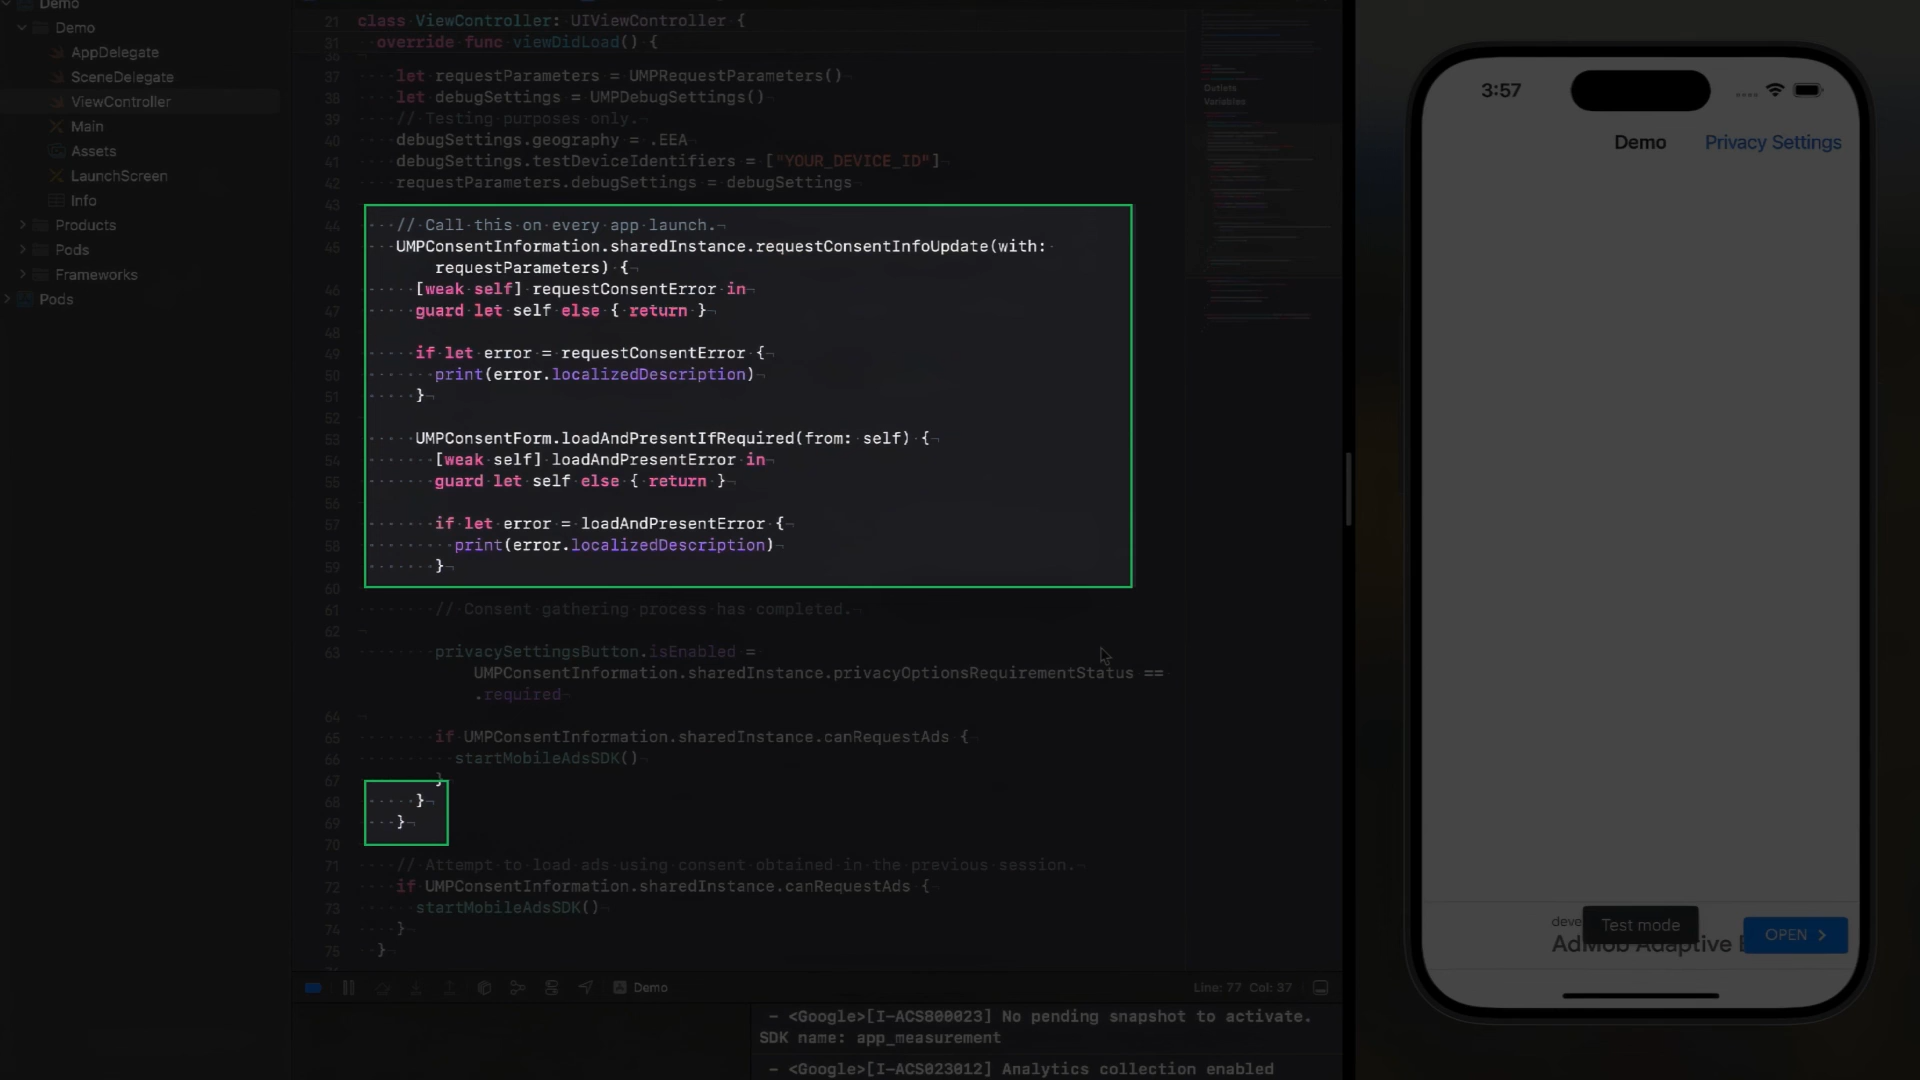 Demo
Demo
AppDelegate
SceneDelegate
ViewController
Main
Assets
LaunchScreen
Info
Products
Pods
Frameworks
Pods
21 class ViewController: UIViewController {
31 override func viewDidLoad() {
36
37 let requestParameters = UMPRequestParameters()
38 let debugSettings = UMPDebugSettings()
39 // Testing purposes only.
40 debugSettings.geography = .EEA
41 debugSettings.testDeviceIdentifiers = ["YOUR_DEVICE_ID"]
42 requestParameters.debugSettings = debugSettings
43
44 // Call this on every app launch.
45 UMPConsentInformation.sharedInstance.requestConsentInfoUpdate(with:
requestParameters) {
46 [weak self] requestConsentError in
47 guard let self else { return }
48
49 if let error = requestConsentError {
50 print(error.localizedDescription)
51 }
52
53 UMPConsentForm.loadAndPresentIfRequired(from: self) {
54 [weak self] loadAndPresentError in
55 guard let self else { return }
56
57 if let error = loadAndPresentError {
58 print(error.localizedDescription)
59 }
60
61 // Consent gathering process has completed.
62
63 privacySettingsButton.isEnabled =
UMPConsentInformation.sharedInstance.privacyOptionsRequirementStatus ==
.required
64
65 if UMPConsentInformation.sharedInstance.canRequestAds {
66 startMobileAdsSDK()
67 }
68 }
69 }
70
71 // Attempt to load ads using consent obtained in the previous session.
72 if UMPConsentInformation.sharedInstance.canRequestAds {
73 startMobileAdsSDK()
74 }
75 }
Outlets
Variables
Demo
Line: 77 Col: 37
- <Google>[I-ACS800023] No pending snapshot to activate.
SDK name: app_measurement
- <Google>[I-ACS023012] Analytics collection enabled
3:57
Demo
Privacy Settings
deve
Test mode
AdMob Adaptive
OPEN